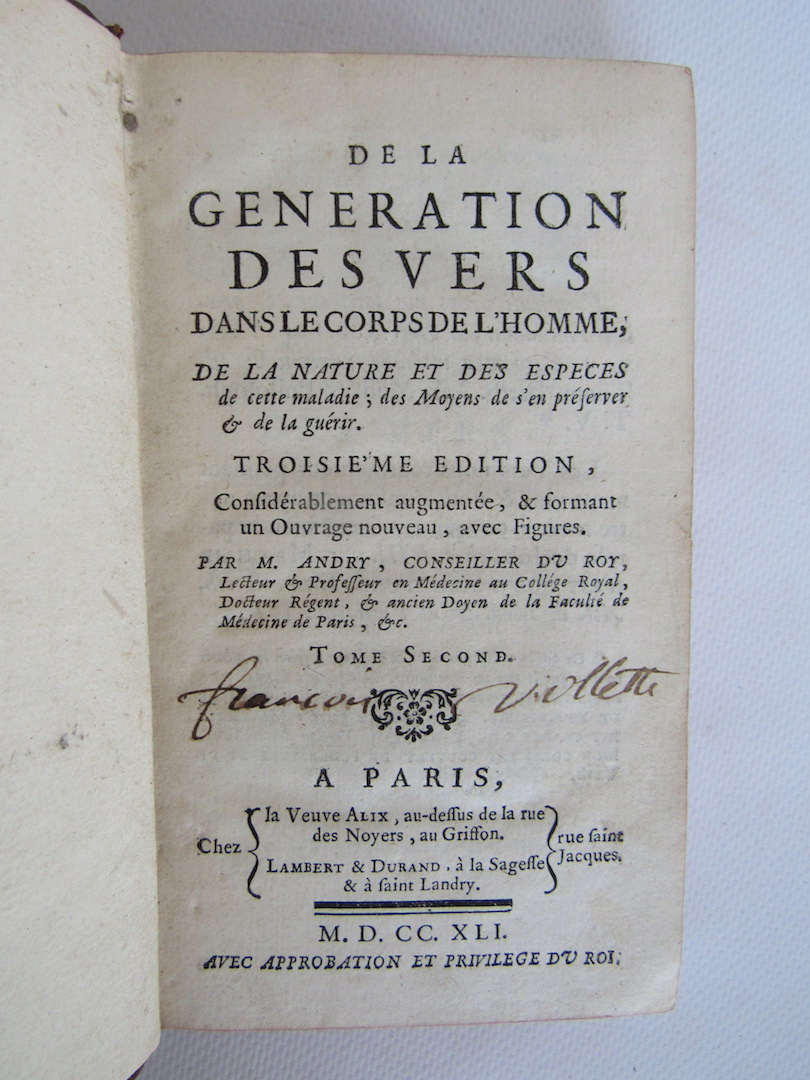 DE LA
GENERATION
DES VERS
DANS LE CORPS DE L'HOMME,
DE LA NATURE ET DES ESPECES
de cette maladie ; des Moyens de s'en préſerver
& de la guérir.
TROISIE'ME EDITION ,
Conſidérablement augmentée, & formant
un Ouvrage nouveau , avec Figures.
PAR M. ANDRY , CONSEILLER DU ROY,
Lecteur & Profeſſeur en Médecine au Collége Royal,
Docteur Régent, & ancien Doyen de la Faculté de
Médecine de Paris , &c.
TOME SECOND.
francois violette
A PARIS,
Chez
la Veuve ALIX , au-deſſus de la rue
des Noyers , au Griffon.
LAMBERT & DURAND , à la Sageſſe
& à ſaint Landry.
rue ſaint
Jacques.
M. D. CC. XLI.
AVEC APPROBATION ET PRIVILEGE DU ROI.